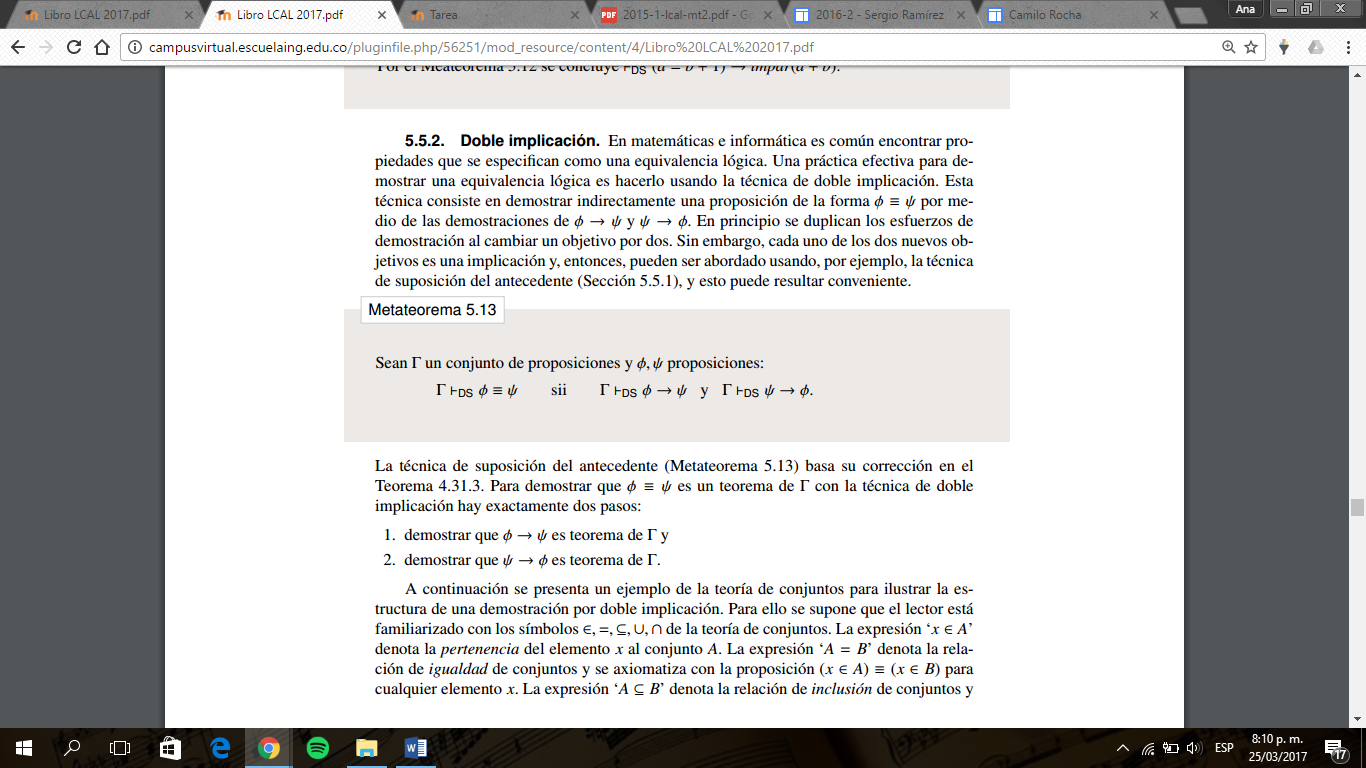 Libro LCAL 2017.pdf
Libro LCAL 2017.pdf
Tarea
PDF 2015-1-lcal-mt2.pdf - Go
2016-2 - Sergio Ramírez
Camilo Rocha
Ana
campusvirtual.escuelaing.edu.co/pluginfile.php/56251/mod_resource/content/4/Libro%20LCAL%202017.pdf
Por el Meateorema 5.12 se concluye ⊢DS (a = b + 1) → impar(a + b).
5.5.2. Doble implicación. En matemáticas e informática es común encontrar pro-
piedades que se especifican como una equivalencia lógica. Una práctica efectiva para de-
mostrar una equivalencia lógica es hacerlo usando la técnica de doble implicación. Esta
técnica consiste en demostrar indirectamente una proposición de la forma ϕ ≡ ψ por me-
dio de las demostraciones de ϕ → ψ y ψ → ϕ. En principio se duplican los esfuerzos de
demostración al cambiar un objetivo por dos. Sin embargo, cada uno de los dos nuevos ob-
jetivos es una implicación y, entonces, pueden ser abordado usando, por ejemplo, la técnica
de suposición del antecedente (Sección 5.5.1), y esto puede resultar conveniente.
Metateorema 5.13
Sean Γ un conjunto de proposiciones y ϕ, ψ proposiciones:
Γ ⊢DS ϕ ≡ ψ sii Γ ⊢DS ϕ → ψ y Γ ⊢DS ψ → ϕ.
La técnica de suposición del antecedente (Metateorema 5.13) basa su corrección en el
Teorema 4.31.3. Para demostrar que ϕ ≡ ψ es un teorema de Γ con la técnica de doble
implicación hay exactamente dos pasos:
1. demostrar que ϕ → ψ es teorema de Γ y
2. demostrar que ψ → ϕ es teorema de Γ.
A continuación se presenta un ejemplo de la teoría de conjuntos para ilustrar la es-
tructura de una demostración por doble implicación. Para ello se supone que el lector está
familiarizado con los símbolos ∈, =, ⊆, ∪, ∩ de la teoría de conjuntos. La expresión ‘x ∈ A’
denota la pertenencia del elemento x al conjunto A. La expresión ‘A = B’ denota la rela-
ción de igualdad de conjuntos y se axiomatiza con la proposición (x ∈ A) ≡ (x ∈ B) para
cualquier elemento x. La expresión ‘A ⊆ B’ denota la relación de inclusión de conjuntos y
ESP
8:10 p. m.
25/03/2017
17